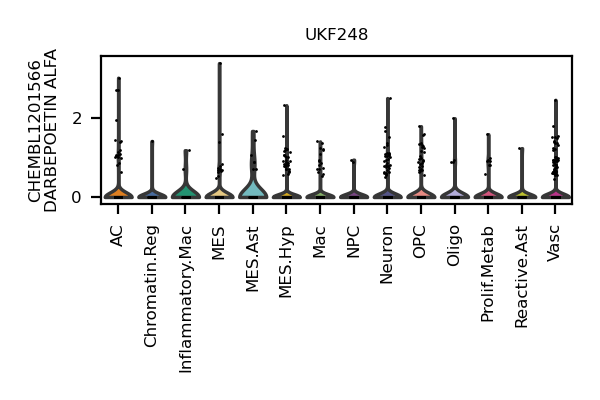 UKF248
CHEMBL1201566
DARBEPOETIN ALFA
2
0
AC
Chromatin.Reg
Inflammatory.Mac
MES
MES.Ast
MES.Hyp
Mac
NPC
Neuron
OPC
Oligo
Prolif.Metab
Reactive.Ast
Vasc